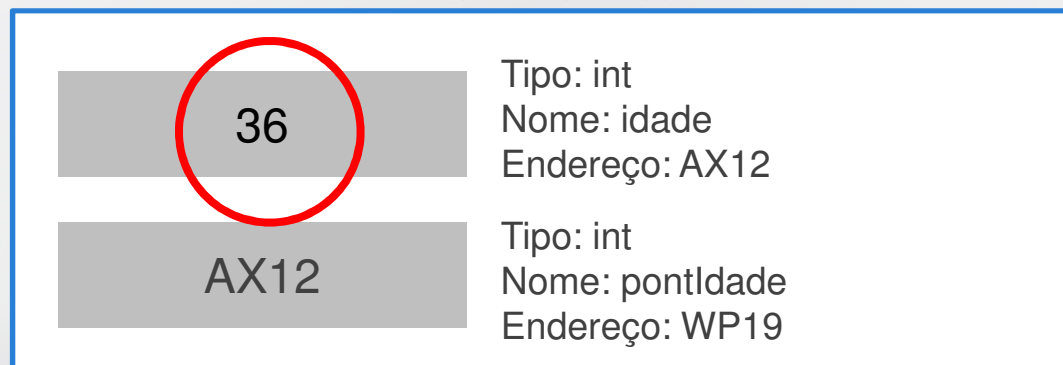 36
Tipo: int
Nome: idade
Endereço: AX12
AX12
Tipo: int
Nome: pontIdade
Endereço: WP19